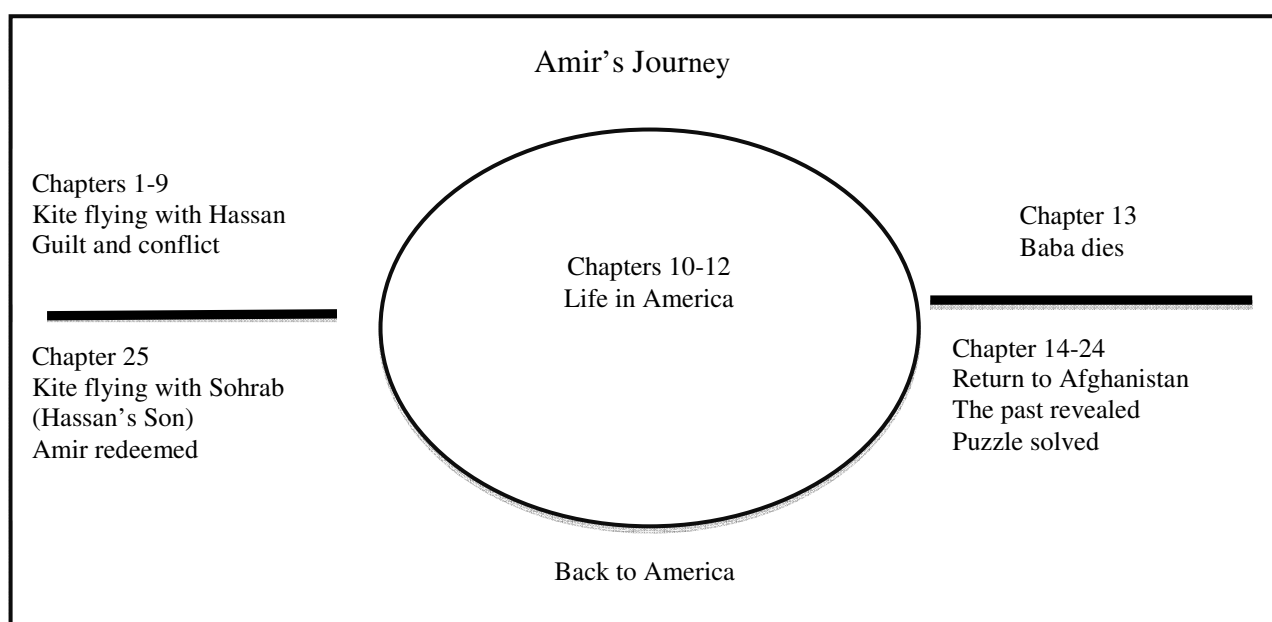 Amir’s Journey
Chapters 1-9
Kite flying with Hassan
Guilt and conflict
Chapters 10-12
Life in America
Chapter 13
Baba dies
Chapter 25
Kite flying with Sohrab
(Hassan’s Son)
Amir redeemed
Chapter 14-24
Return to Afghanistan
The past revealed
Puzzle solved
Back to America